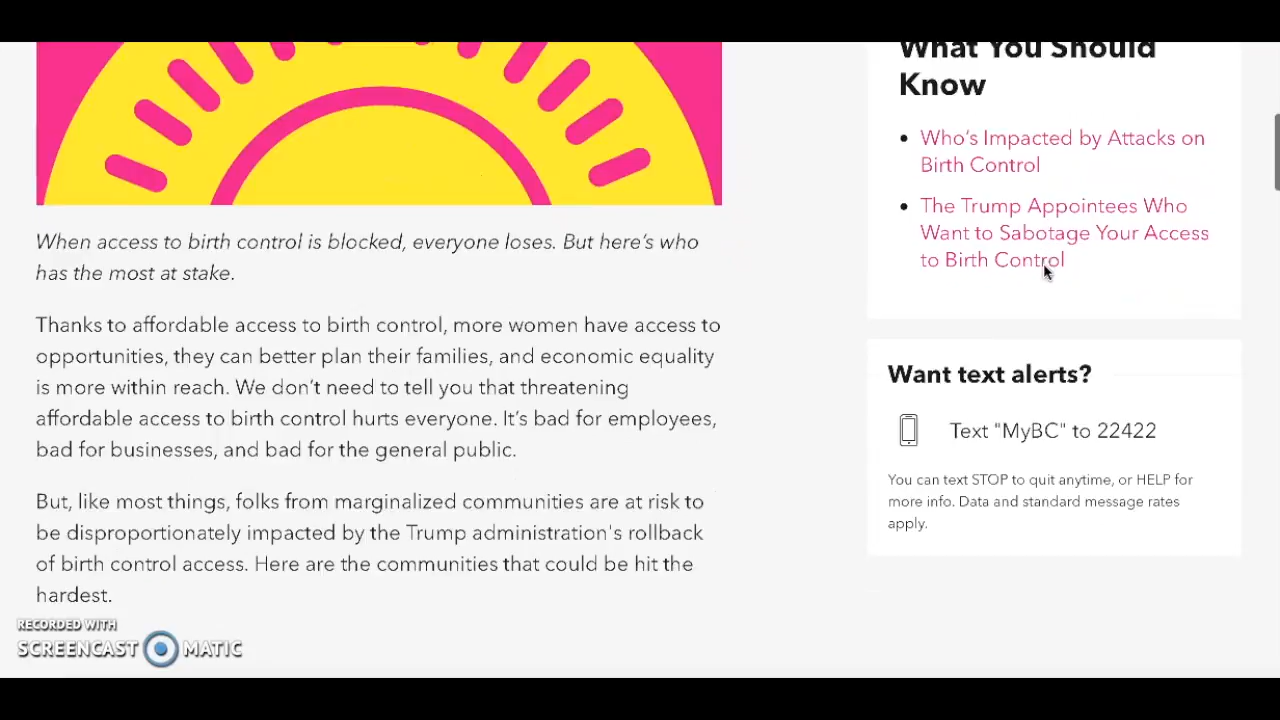 What You Should
Know
Who's Impacted by Attacks on
Birth Control
The Trump Appointees Who
Want to Sabotage Your Access
to Birth Control
When access to birth control is blocked, everyone loses. But here's who
has the most at stake.
Thanks to affordable access to birth control, more women have access to
opportunities, they can better plan their families, and economic equality
is more within reach. We don't need to tell you that threatening
affordable access to birth control hurts everyone. It's bad for employees,
bad for businesses, and bad for the general public.
But, like most things, folks from marginalized communities are at risk to
be disproportionately impacted by the Trump administration's rollback
of birth control access. Here are the communities that could be hit the
hardest.
Want text alerts?
Text "MyBC" to 22422
You can text STOP to quit anytime, or HELP for
more info. Data and standard message rates
apply.
RECORDED WITH
SCREENCAST MATIC